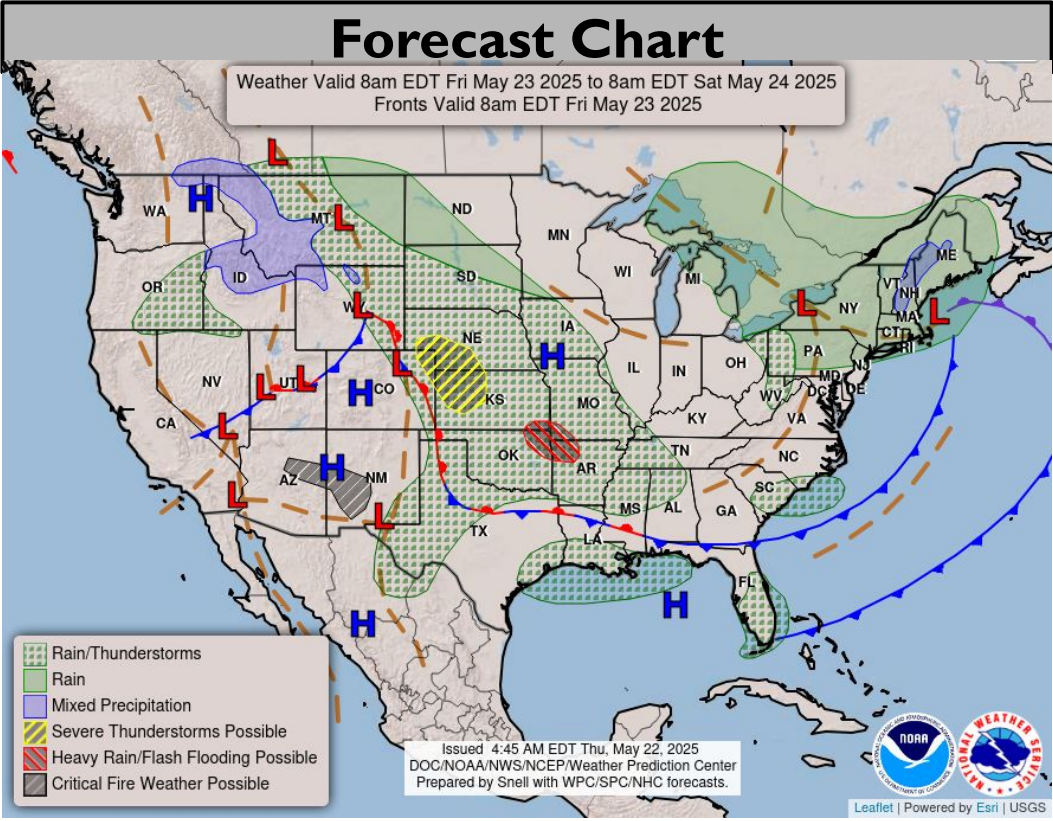 Forecast Chart
Weather Valid 8am EDT Fri May 23 2025 to 8am EDT Sat May 24 2025
Fronts Valid 8am EDT Fri May 23 2025
L
H
WA
MT
L
ND
MN
OR
ID
SD
WI
MI
ME
VT
NH
WY
L
L
NY
L
MA
CT
RI
NE
IA
H
L
NV
L
UT
L
H
CO
KS
IL
IN
OH
PA
NJ
MD
DC
DE
WV
MO
KY
VA
CA
L
H
AZ
NM
OK
AR
TN
NC
L
L
TX
LA
MS
AL
GA
SC
FL
H
H
Rain/Thunderstorms
Rain
Mixed Precipitation
Severe Thunderstorms Possible
Heavy Rain/Flash Flooding Possible
Critical Fire Weather Possible
Issued 4:45 AM EDT Thu, May 22, 2025
DOC/NOAA/NWS/NCEP/Weather Prediction Center
Prepared by Snell with WPC/SPC/NHC forecasts.
NOAA
NATIONAL WEATHER SERVICE
Leaflet | Powered by Esri | USGS